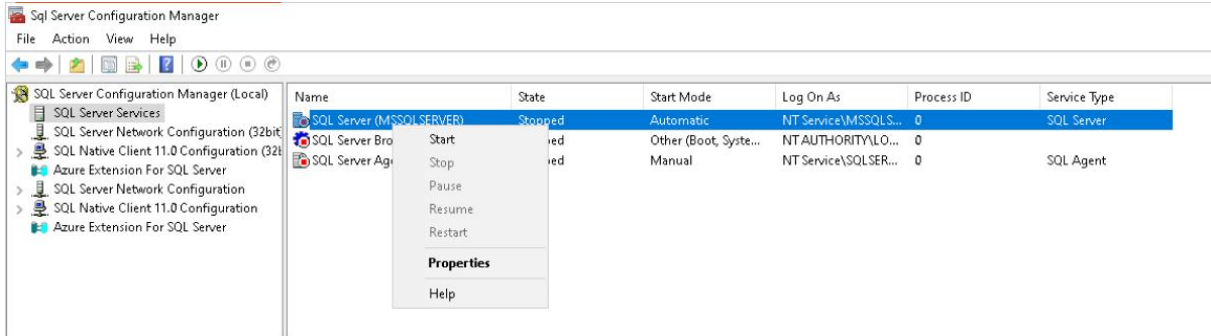 Sql Server Configuration Manager
File Action View Help
SQL Server Configuration Manager (Local)
SQL Server Services
SQL Server Network Configuration (32bit
SQL Native Client 11.0 Configuration (32b
Azure Extension For SQL Server
SQL Server Network Configuration
SQL Native Client 11.0 Configuration
Azure Extension For SQL Server
Name State Start Mode Log On As Process ID Service Type
SQL Server (MSSQLSERVER) Stopped Automatic NT Service\MSSQLS... 0 SQL Server
SQL Server Bro ed Other (Boot, Syste... NT AUTHORITY\LO... 0
SQL Server Age ed Manual NT Service\SQLSER... 0 SQL Agent
Start
Stop
Pause
Resume
Restart
Properties
Help